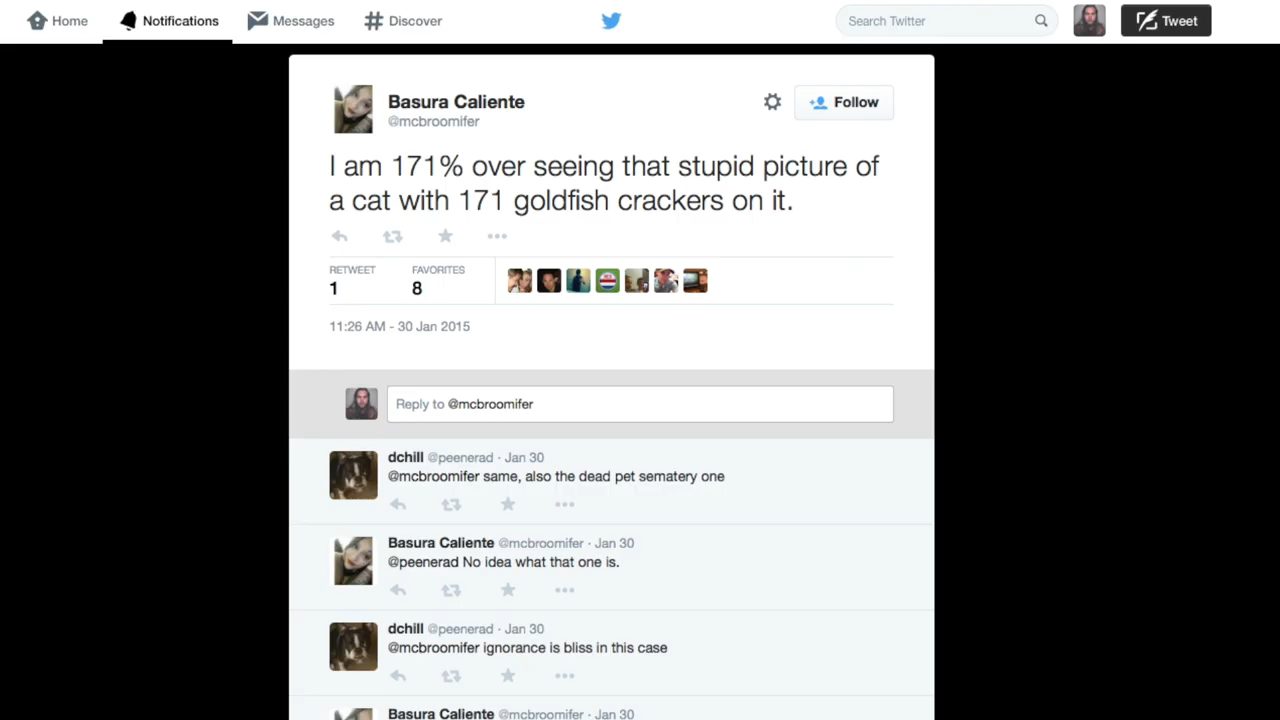 Home Notifications Messages Discover Search Twitter Tweet
Basura Caliente
@mcbroomifer
Follow
I am 171% over seeing that stupid picture of
a cat with 171 goldfish crackers on it.
RETWEET FAVORITES
1 8
11:26 AM - 30 Jan 2015
Reply to @mcbroomifer
dchill @peenerad · Jan 30
@mcbroomifer same, also the dead pet sematery one
Basura Caliente @mcbroomifer · Jan 30
@peenerad No idea what that one is.
dchill @peenerad · Jan 30
@mcbroomifer ignorance is bliss in this case
Basura Caliente @mcbroomifer · Jan 30